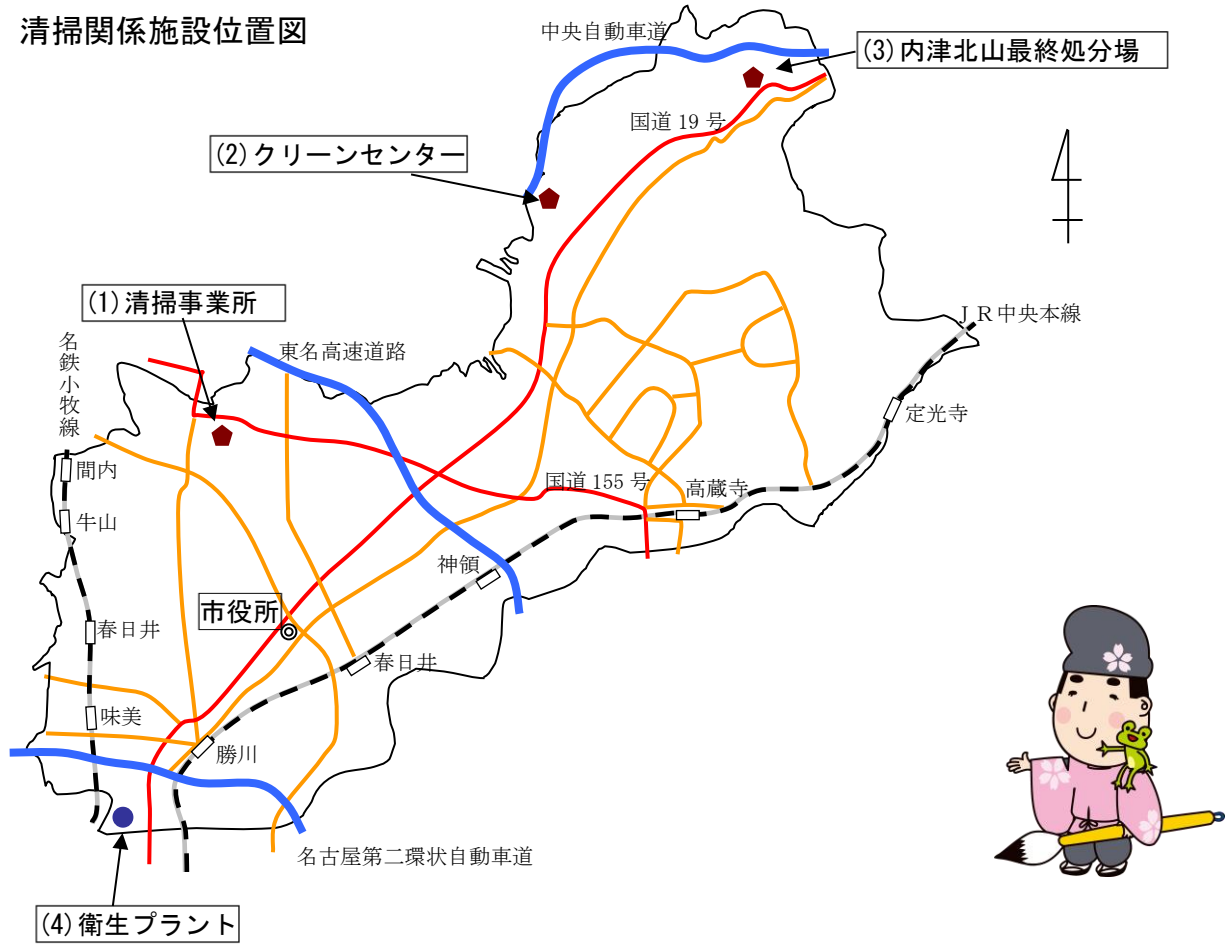 清掃関係施設位置図
中央自動車道
(3)内津北山最終処分場
国道 19 号
(2)クリーンセンター
(1)清掃事業所
JR中央本線
名鉄小牧線
東名高速道路
定光寺
間内
国道 155 号
高蔵寺
牛山
神領
市役所
春日井
春日井
味美
勝川
名古屋第二環状自動車道
(4)衛生プラント